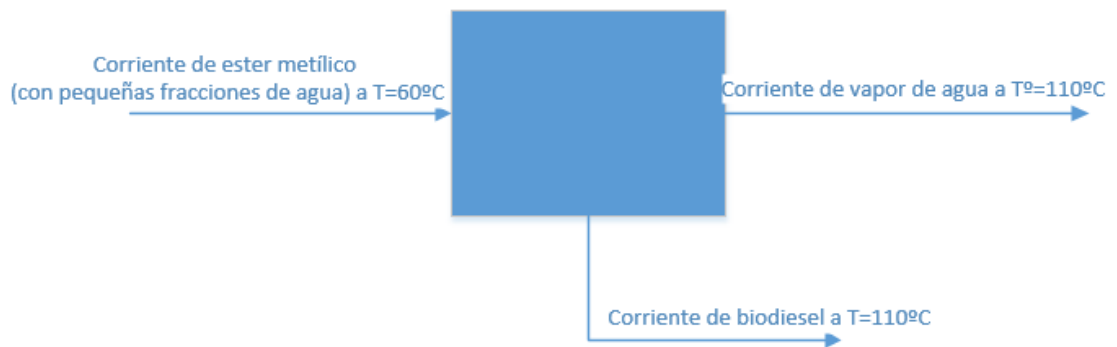 Corriente de ester metílico
(con pequeñas fracciones de agua) a T=60ºC
Corriente de vapor de agua a Tº=110ºC
Corriente de biodiesel a T=110ºC